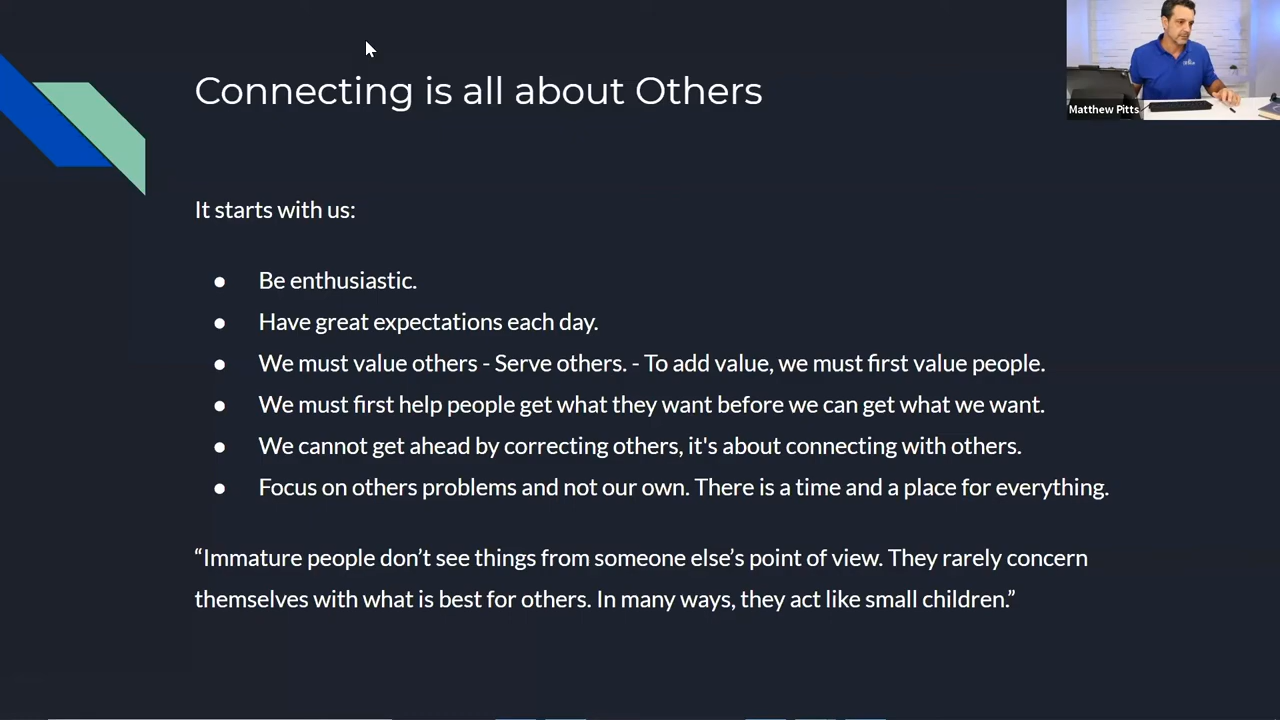 Connecting is all about Others
Matthew Pitts
It starts with us:
● Be enthusiastic.
● Have great expectations each day.
● We must value others - Serve others. - To add value, we must first value people.
● We must first help people get what they want before we can get what we want.
● We cannot get ahead by correcting others, it's about connecting with others.
● Focus on others problems and not our own. There is a time and a place for everything.
“Immature people don’t see things from someone else’s point of view. They rarely concern
themselves with what is best for others. In many ways, they act like small children.”